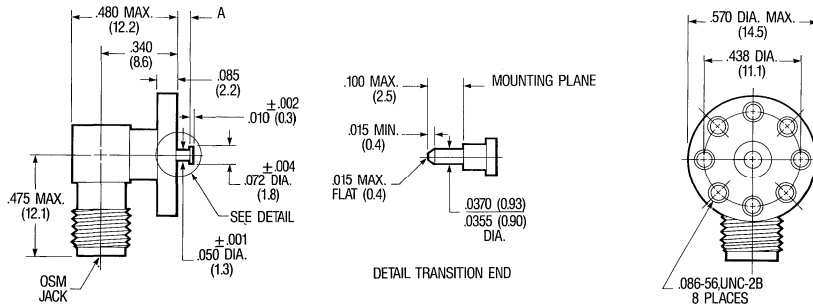 .480 MAX.
(12.2)
A
.340
(8.6)
.085
(2.2)
±.002
.010 (0.3)
±.004
.072 DIA.
(1.8)
SEE DETAIL
±.001
.050 DIA.
(1.3)
.475 MAX.
(12.1)
OSM
JACK
.100 MAX.
(2.5)
MOUNTING PLANE
.015 MIN.
(0.4)
.015 MAX.
FLAT (0.4)
.0370 (0.93)
.0355 (0.90)
DIA.
DETAIL TRANSITION END
.570 DIA. MAX.
(14.5)
.438 DIA.
(11.1)
.086-56,UNC-2B
8 PLACES